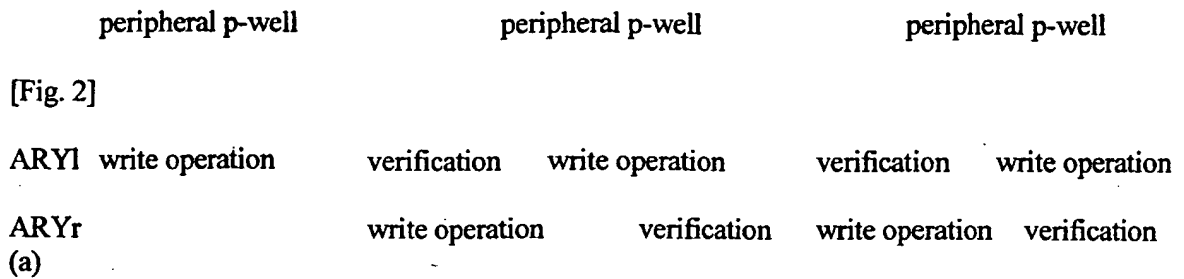 peripheral p-well peripheral p-well peripheral p-well
[Fig. 2]
ARYl write operation verification write operation verification write operation
ARYr write operation verification write operation verification
(a)